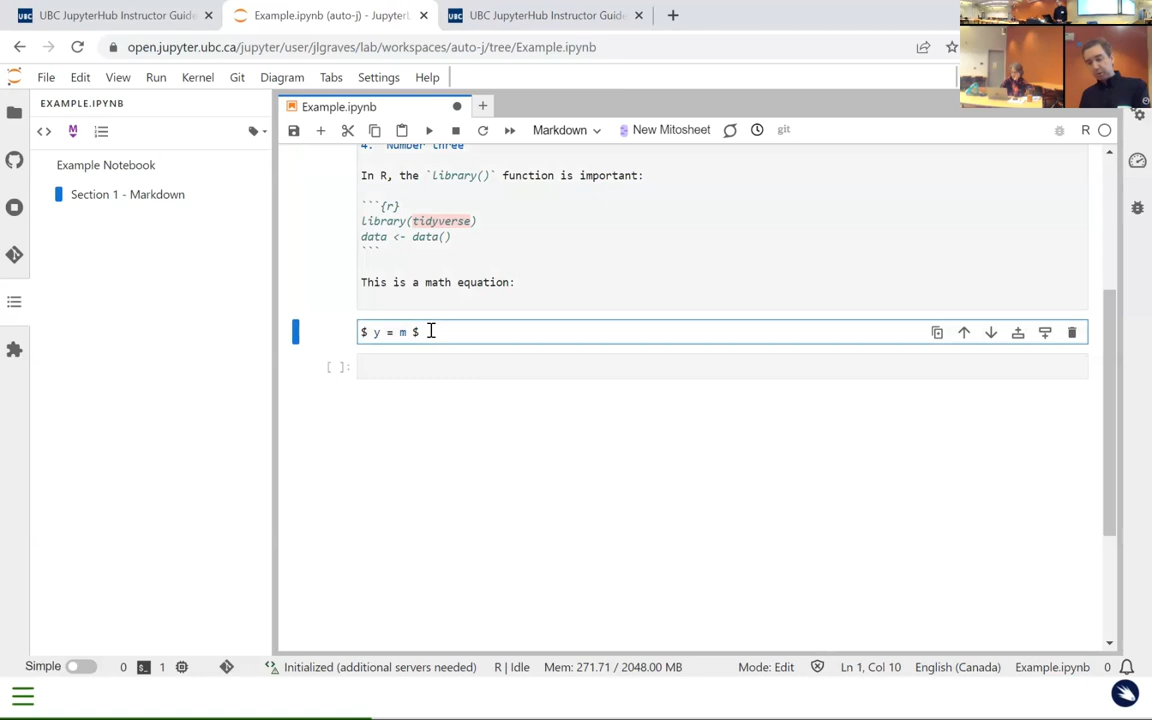 UBC JupyterHub Instructor Guide
Example.ipynb (auto-j) - JupyterL
UBC JupyterHub Instructor Guide
open.jupyter.ubc.ca/jupyter/user/jlgraves/lab/workspaces/auto-j/tree/Example.ipynb
File Edit View Run Kernel Git Diagram Tabs Settings Help
EXAMPLE.IPYNB
Example.ipynb
Markdown
New Mitosheet
git
R
Example Notebook
Section 1 - Markdown
4. Number three
In R, the `library()` function is important:
```{r}
library(tidyverse)
data <- data()
```
This is a math equation:
$ y = m $
[ ]:
Simple 0 1 Initialized (additional servers needed) R | Idle Mem: 271.71 / 2048.00 MB Mode: Edit Ln 1, Col 10 English (Canada) Example.ipynb 0